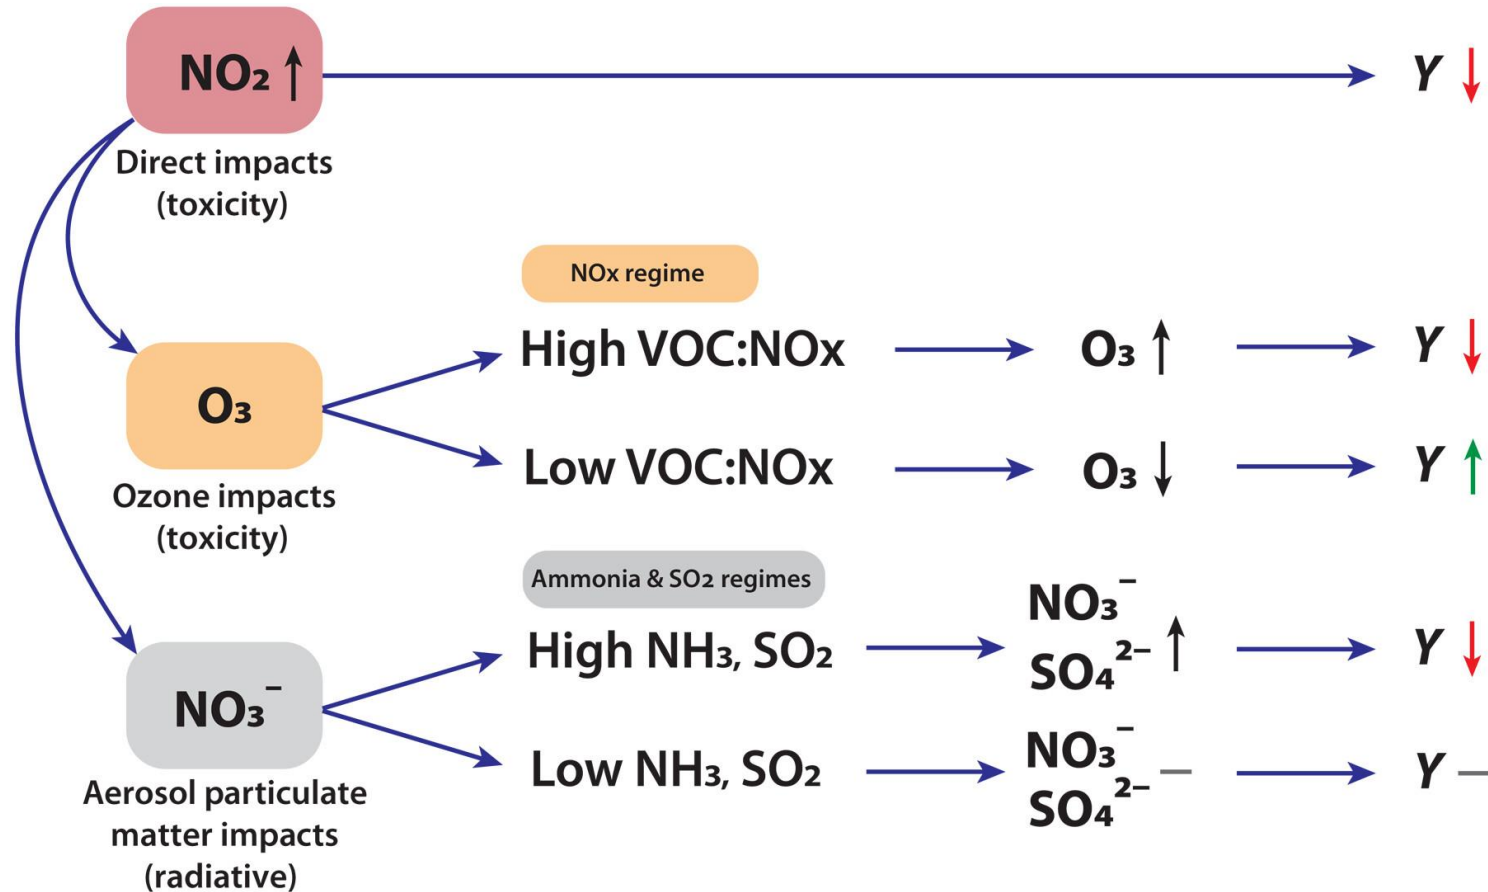 NO₂ ↑
Y ↓
Direct impacts
(toxicity)
NOx regime
High VOC:NOx
O₃ ↑
Y ↓
O₃
Low VOC:NOx
O₃ ↓
Y ↑
Ozone impacts
(toxicity)
Ammonia & SO₂ regimes
High NH₃, SO₂
NO₃⁻
SO₄²⁻ ↑
Y ↓
NO₃⁻
Low NH₃, SO₂
NO₃⁻
SO₄²⁻ —
Y —
Aerosol particulate
matter impacts
(radiative)